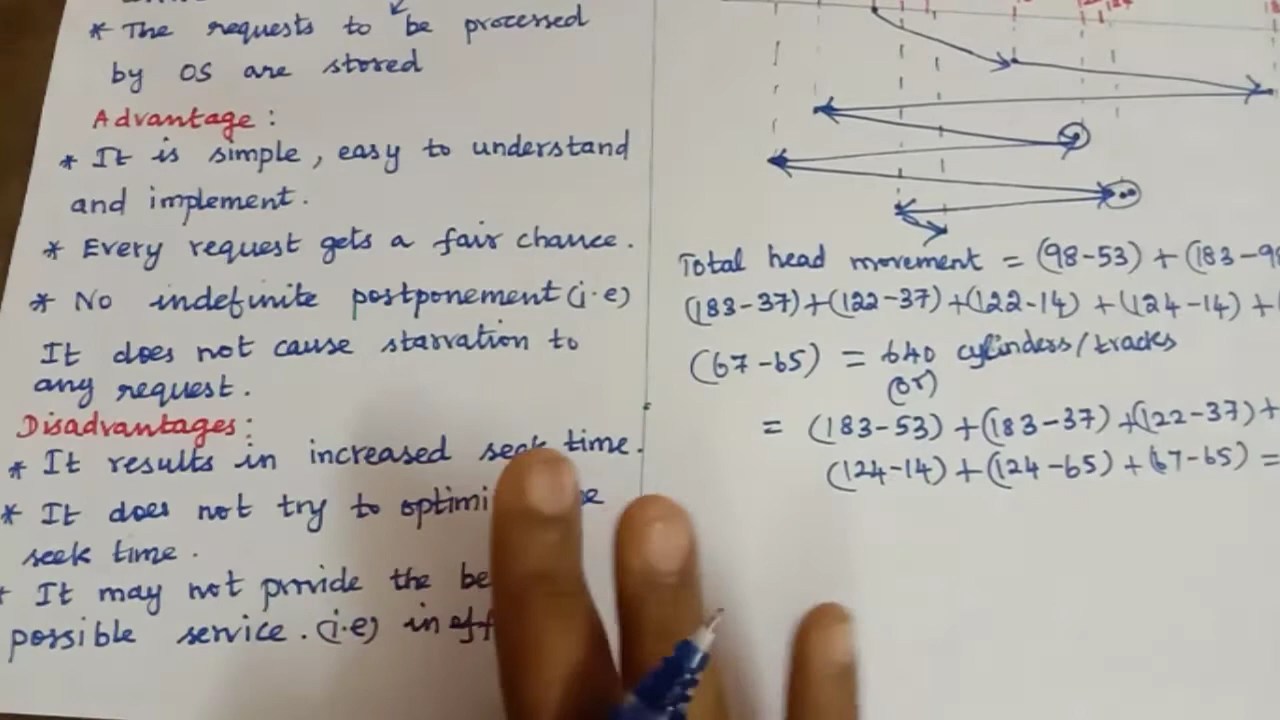 * The requests to be processed
by OS are stored
Advantage :
* It is simple, easy to understand
and implement.
* Every request gets a fair chance.
* No indefinite postponement (i.e)
It does not cause starvation to
any request.
Disadvantages :
* It results in increased seek time.
* It does not try to optimi
seek time.
* It may not provide the be
possible service. (i.e) in eff
Total head movement = (98-53) + (183-98
(183-37)+(122-37)+(122-14) + (124-14) +
(67-65) = 640 cylinders/tracks
(or)
= (183-53) + (183-37) + (122-37) +
(124-14) + (124-65) + (67-65) =